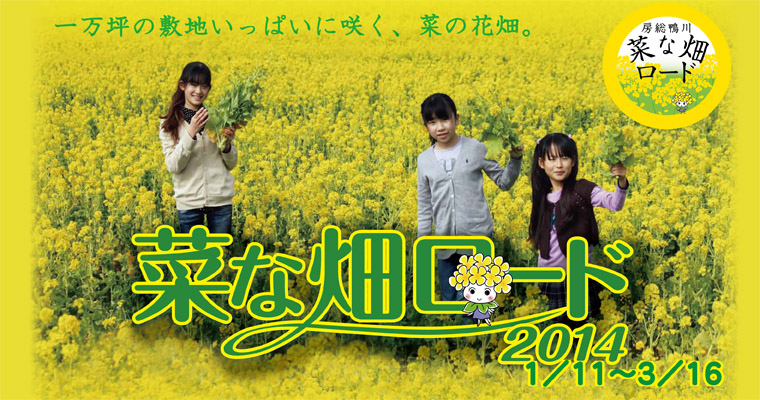 一万坪の敷地いっぱいに咲く、菜の花畑。
房総鴨川
菜な畑
ロード
菜な畑ロード
2014
1/11～3/16